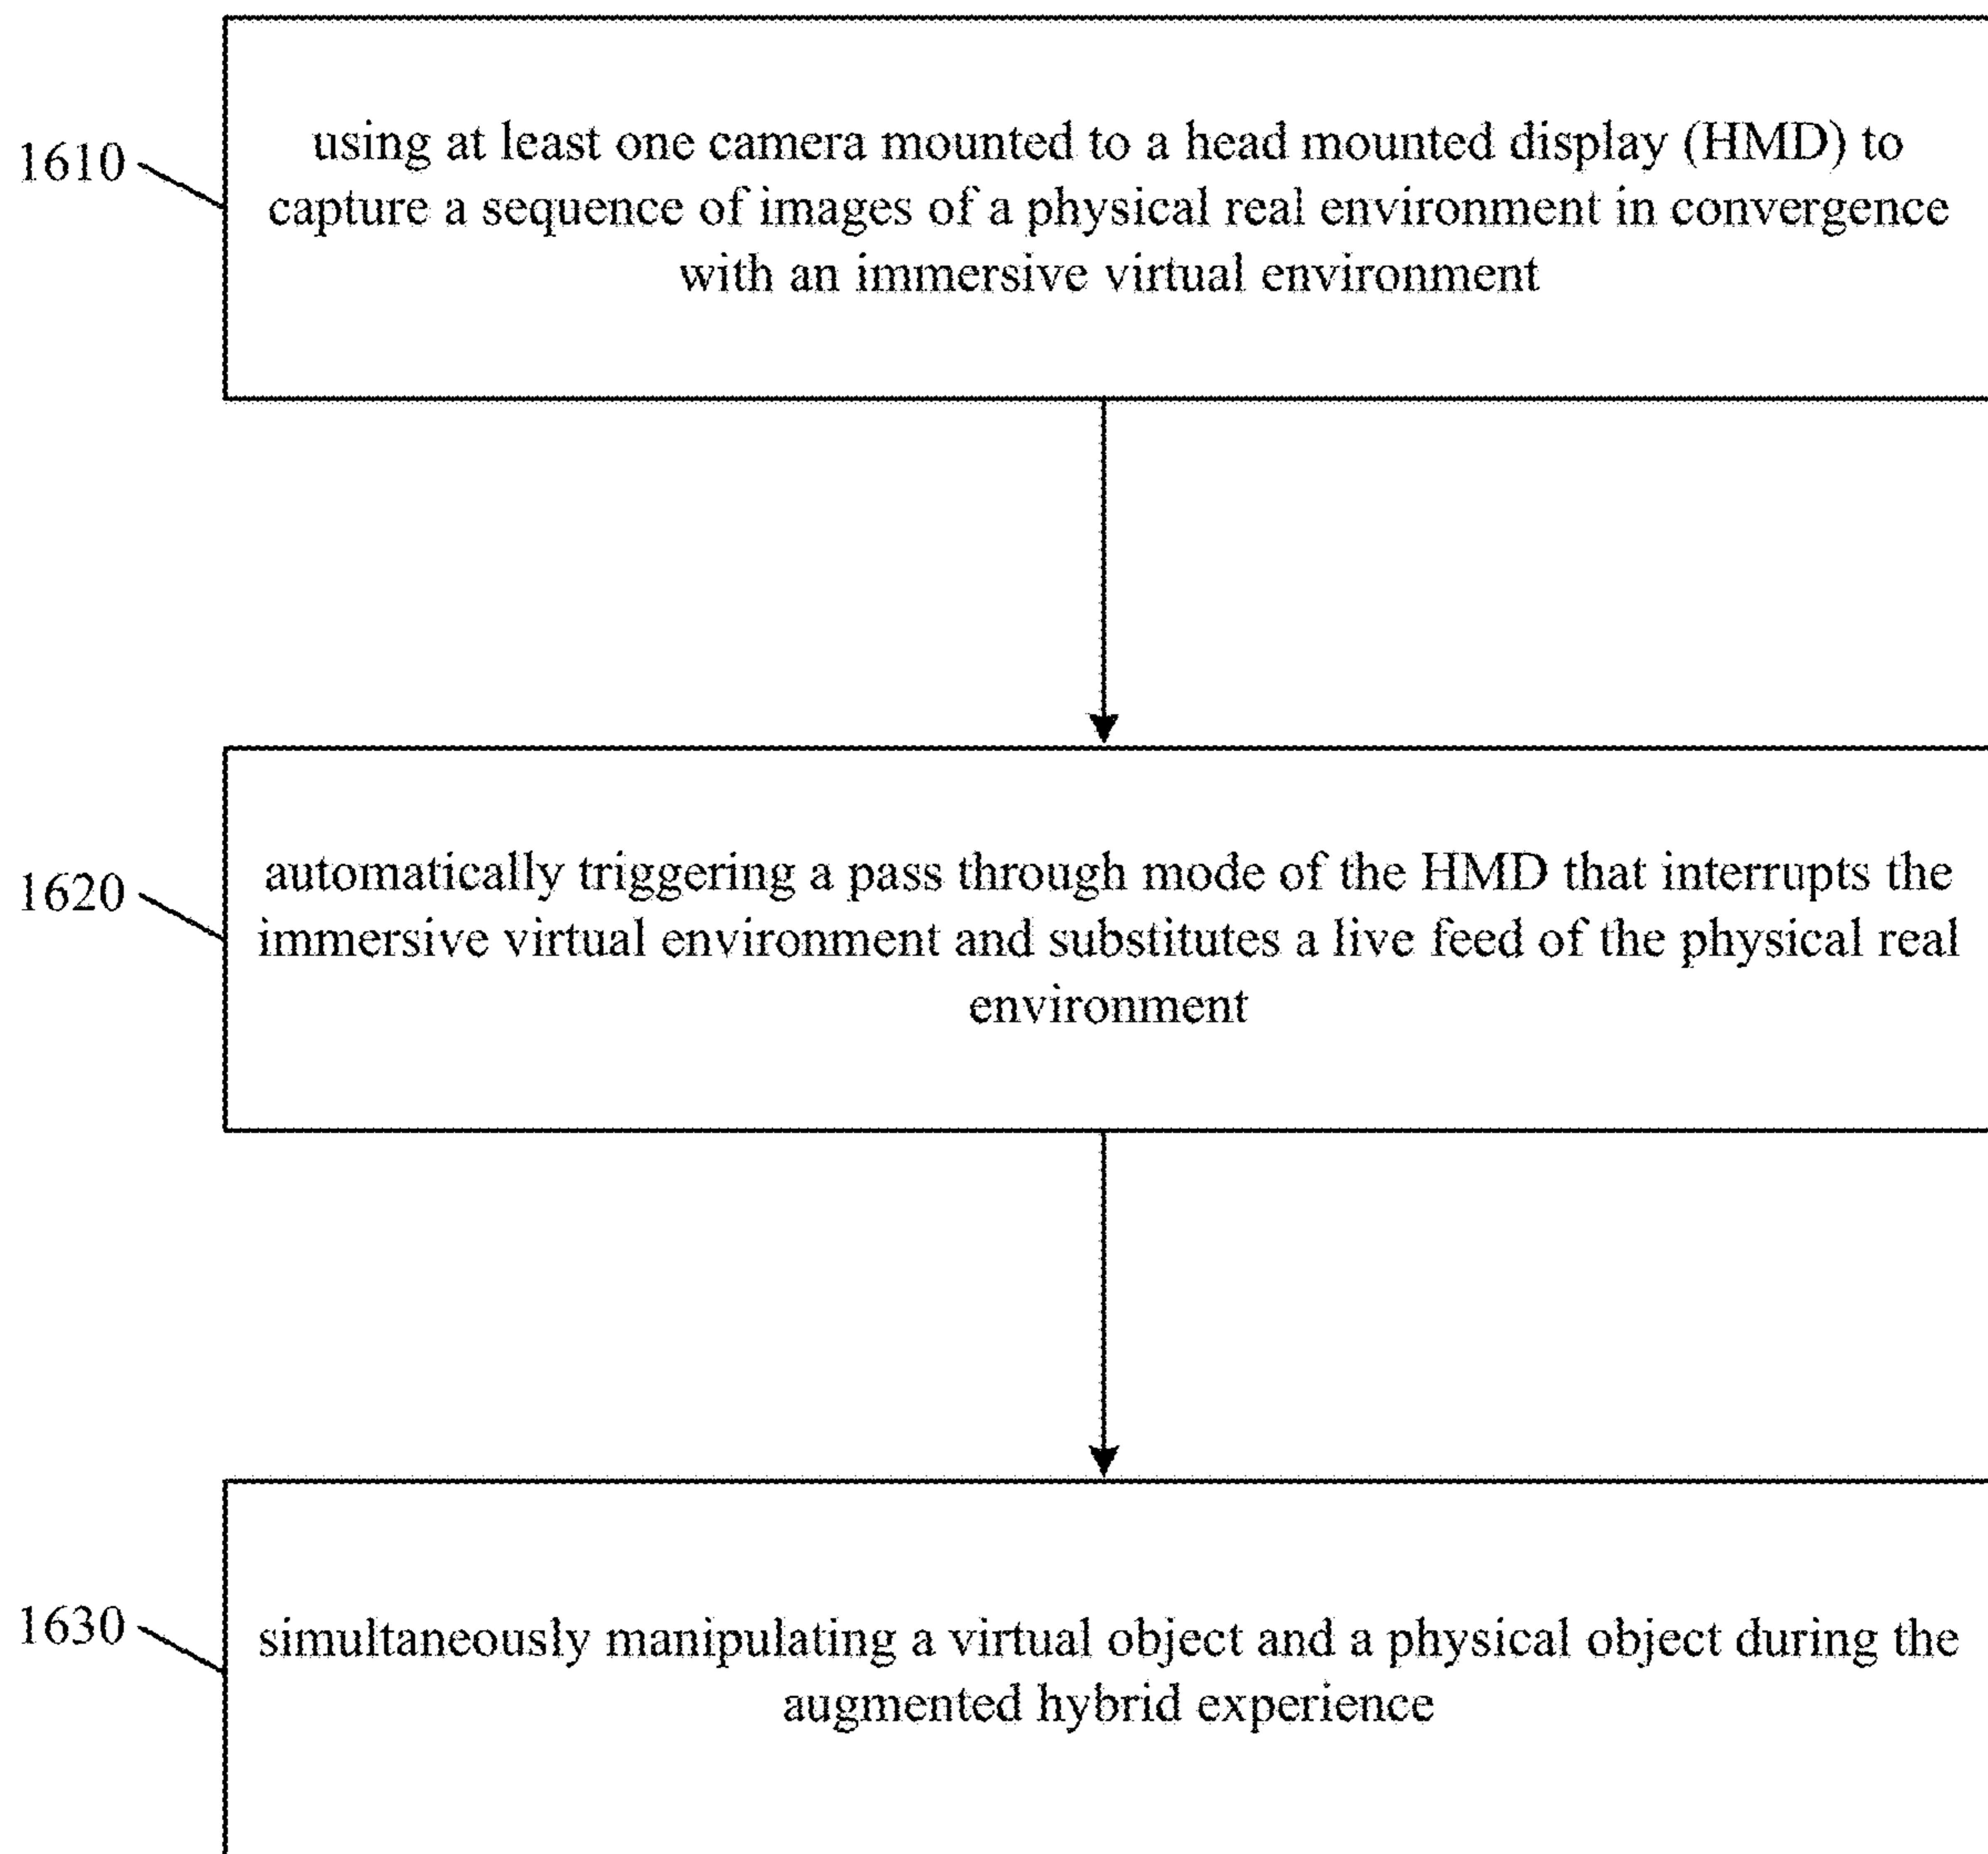 1610
using at least one camera mounted to a head mounted display (HMD) to
capture a sequence of images of a physical real environment in convergence
with an immersive virtual environment
1620
automatically triggering a pass through mode of the HMD that interrupts the
immersive virtual environment and substitutes a live feed of the physical real
environment
1630
simultaneously manipulating a virtual object and a physical object during the
augmented hybrid experience